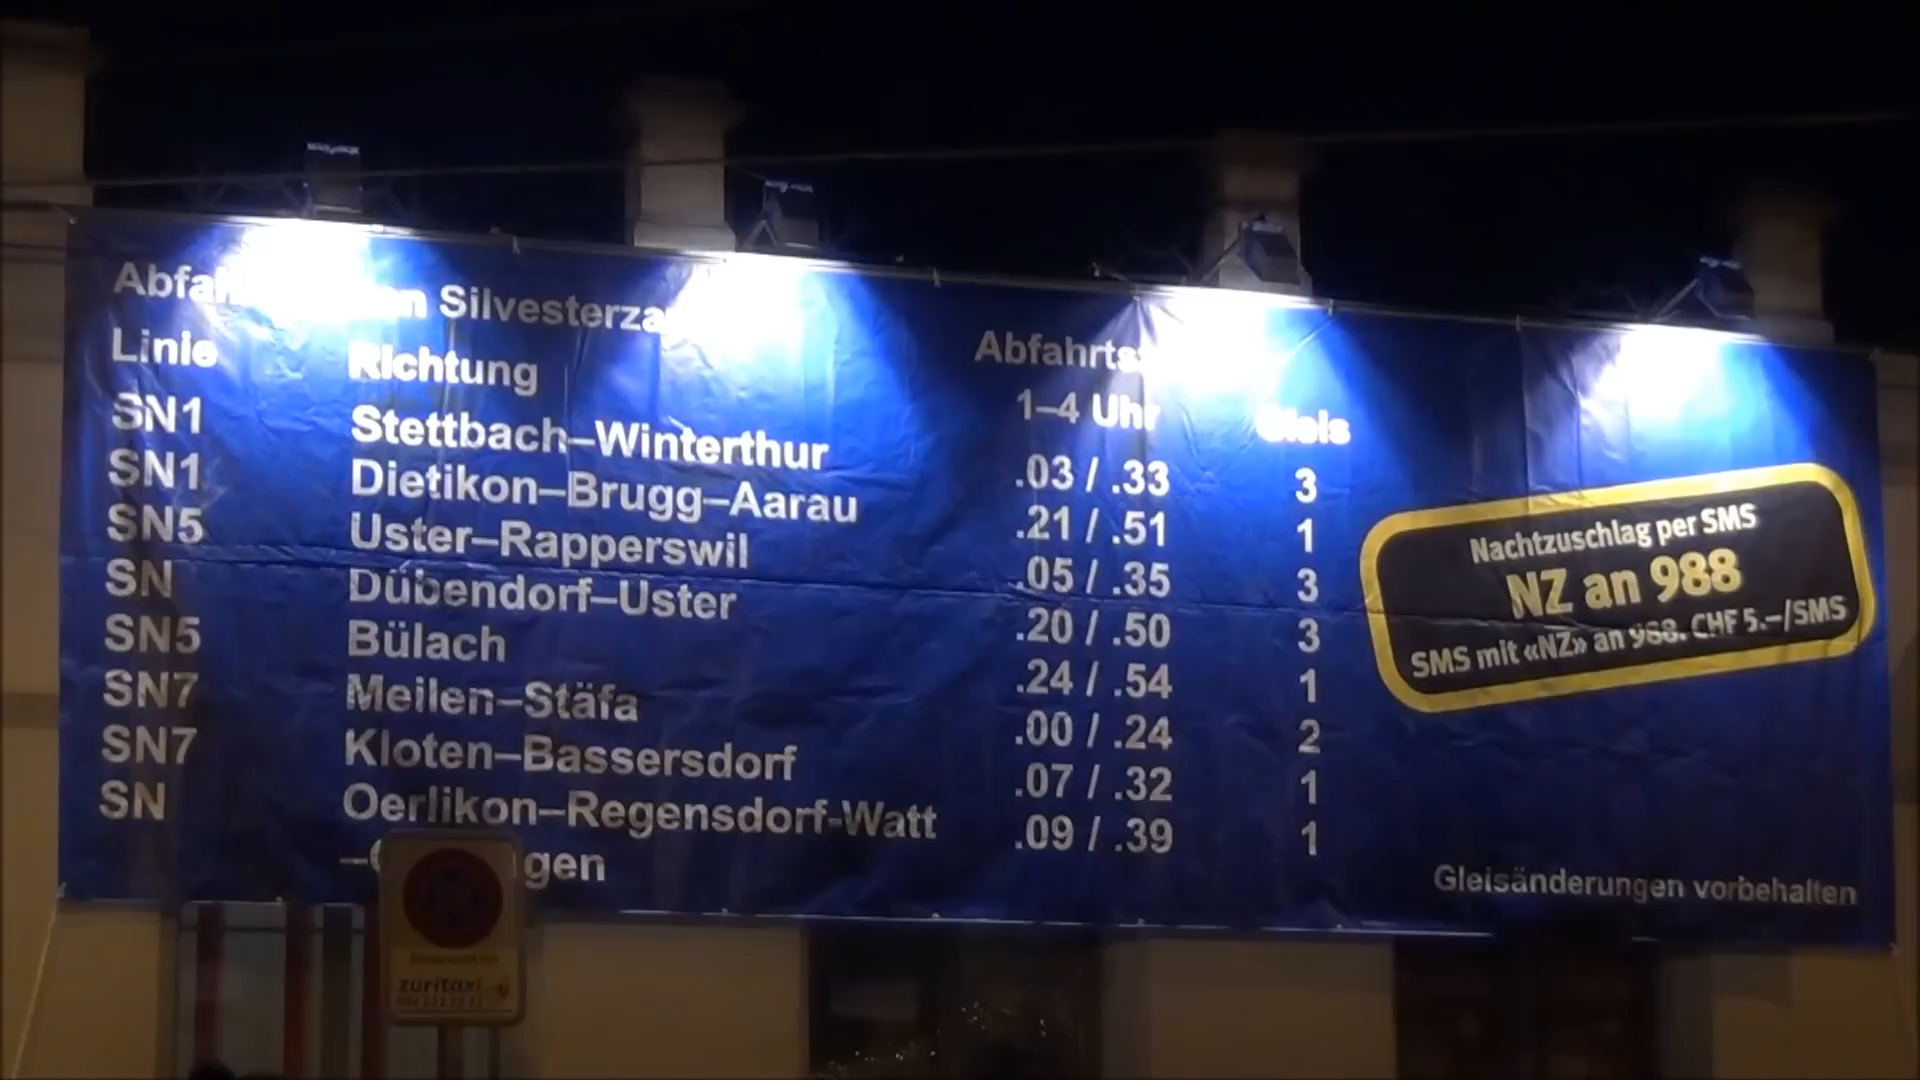 Silvesterza
Linie Richtung Abfahrts
1–4 Uhr Gleis
SN1 Stettbach–Winterthur .03 / .33 3
SN1 Dietikon–Brugg–Aarau .21 / .51 1
SN5 Uster–Rapperswil .05 / .35 3
SN Dübendorf–Uster .20 / .50 3
SN5 Bülach .24 / .54 1
SN7 Meilen–Stäfa .00 / .24 2
SN7 Kloten–Bassersdorf .07 / .32 1
SN Oerlikon–Regensdorf-Watt .09 / .39 1
gen
Nachtzuschlag per SMS
NZ an 988
SMS mit «NZ» an 988. CHF 5.–/SMS
Gleisänderungen vorbehalten
züritaxi